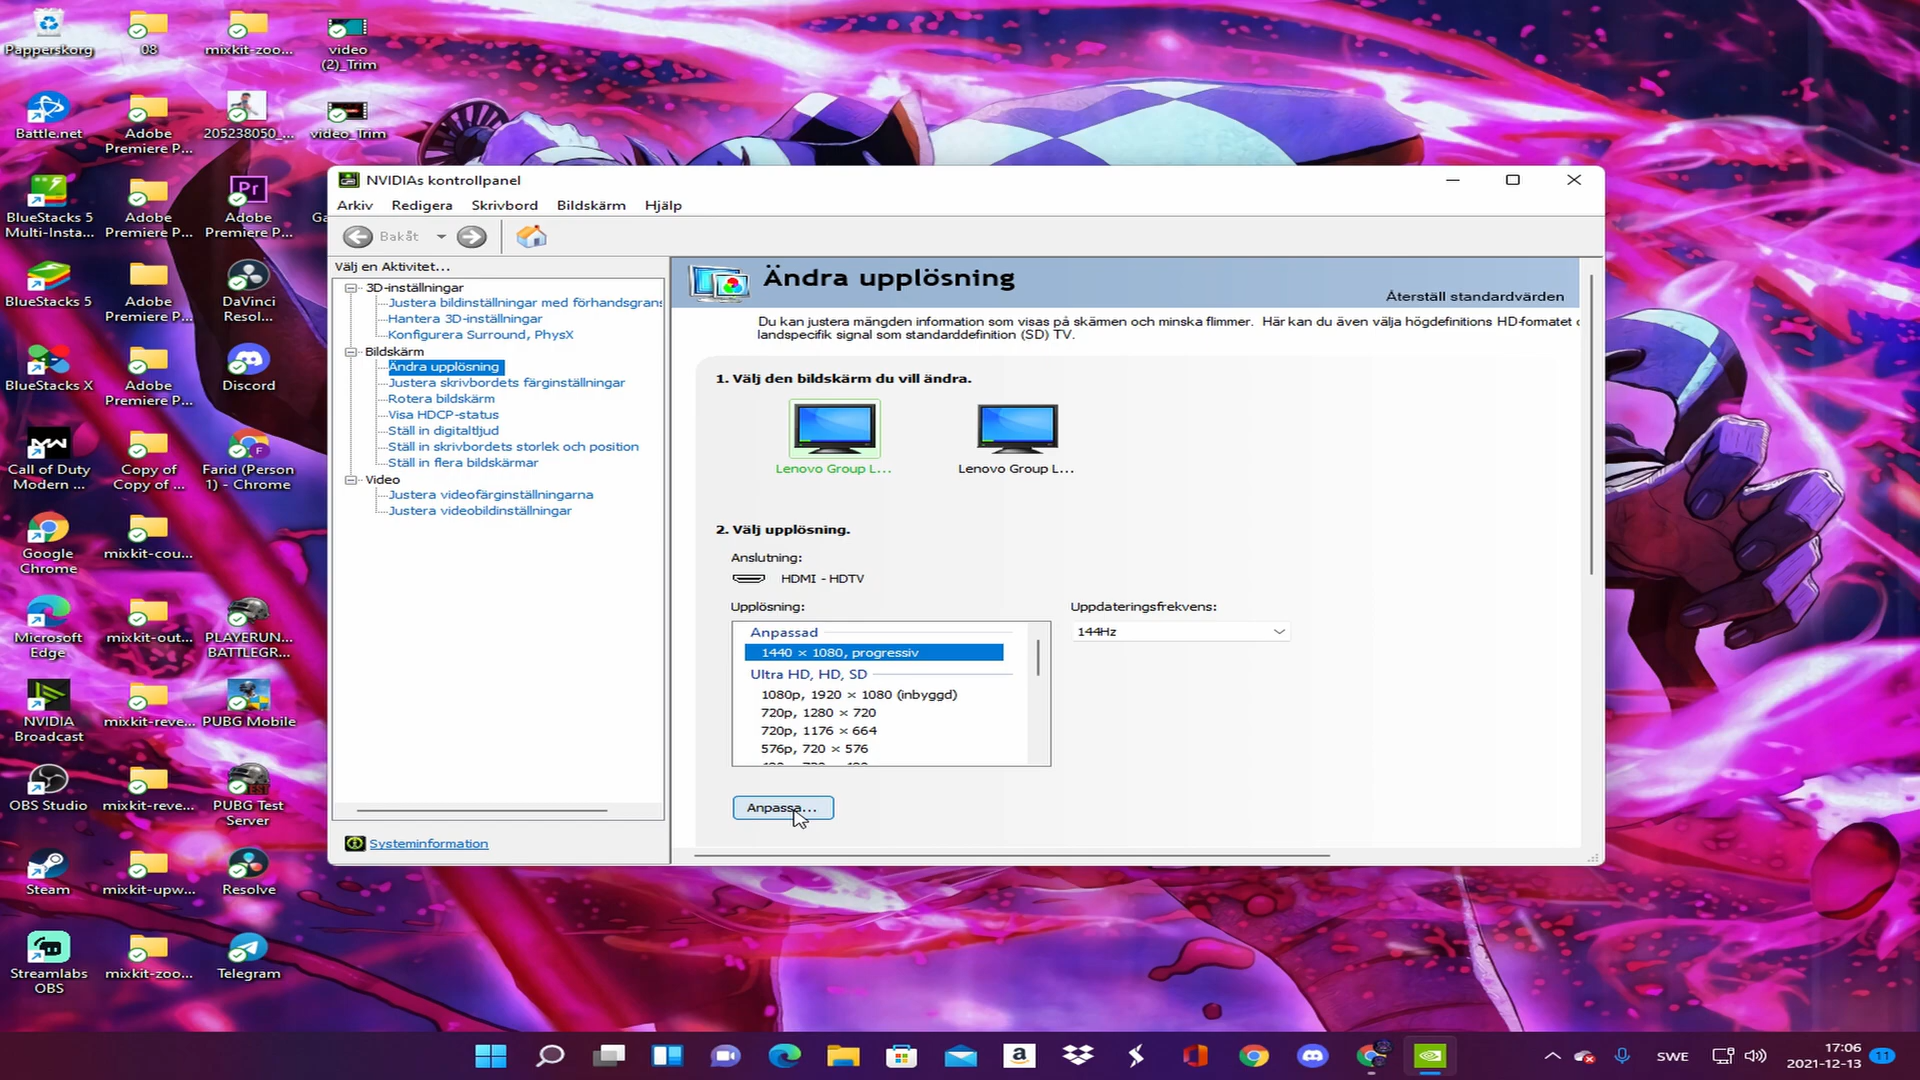 Papperskorg
08
mixkit-zoo...
video
(2)_Trim
Battle.net
Adobe
Premiere P...
205238050_...
video_Trim
BlueStacks 5
Multi-Insta...
Adobe
Premiere P...
Adobe
Premiere P...
BlueStacks 5
Adobe
Premiere P...
DaVinci
Resol...
BlueStacks X
Adobe
Premiere P...
Discord
Call of Duty
Modern ...
Copy of
Copy of ...
Farid (Person
1) - Chrome
Google
Chrome
mixkit-cou...
Microsoft
Edge
mixkit-out...
PLAYERUN...
BATTLEGR...
NVIDIA
Broadcast
mixkit-reve...
PUBG Mobile
OBS Studio
mixkit-reve...
PUBG Test
Server
Steam
mixkit-upw...
Resolve
Streamlabs
OBS
mixkit-zoo...
Telegram
NVIDIAs kontrollpanel
Arkiv Redigera Skrivbord Bildskärm Hjälp
Bakåt
Välj en Aktivitet...
3D-inställningar
Justera bildinställningar med förhandsgrans
Hantera 3D-inställningar
Konfigurera Surround, PhysX
Bildskärm
Ändra upplösning
Justera skrivbordets färginställningar
Rotera bildskärm
Visa HDCP-status
Ställ in digitaltljud
Ställ in skrivbordets storlek och position
Ställ in flera bildskärmar
Video
Justera videofärginställningarna
Justera videobildinställningar
Systeminformation
Ändra upplösning
Återställ standardvärden
Du kan justera mängden information som visas på skärmen och minska flimmer. Här kan du även välja högdefinitions HD-formatet
landspecifik signal som standarddefinition (SD) TV.
1. Välj den bildskärm du vill ändra.
Lenovo Group L... Lenovo Group L...
2. Välj upplösning.
Anslutning:
HDMI - HDTV
Upplösning: Uppdateringsfrekvens:
144Hz
Anpassad
1440 × 1080, progressiv
Ultra HD, HD, SD
1080p, 1920 × 1080 (inbyggd)
720p, 1280 × 720
720p, 1176 × 664
576p, 720 × 576
Anpassa...
SWE
17:06
2021-12-13
11